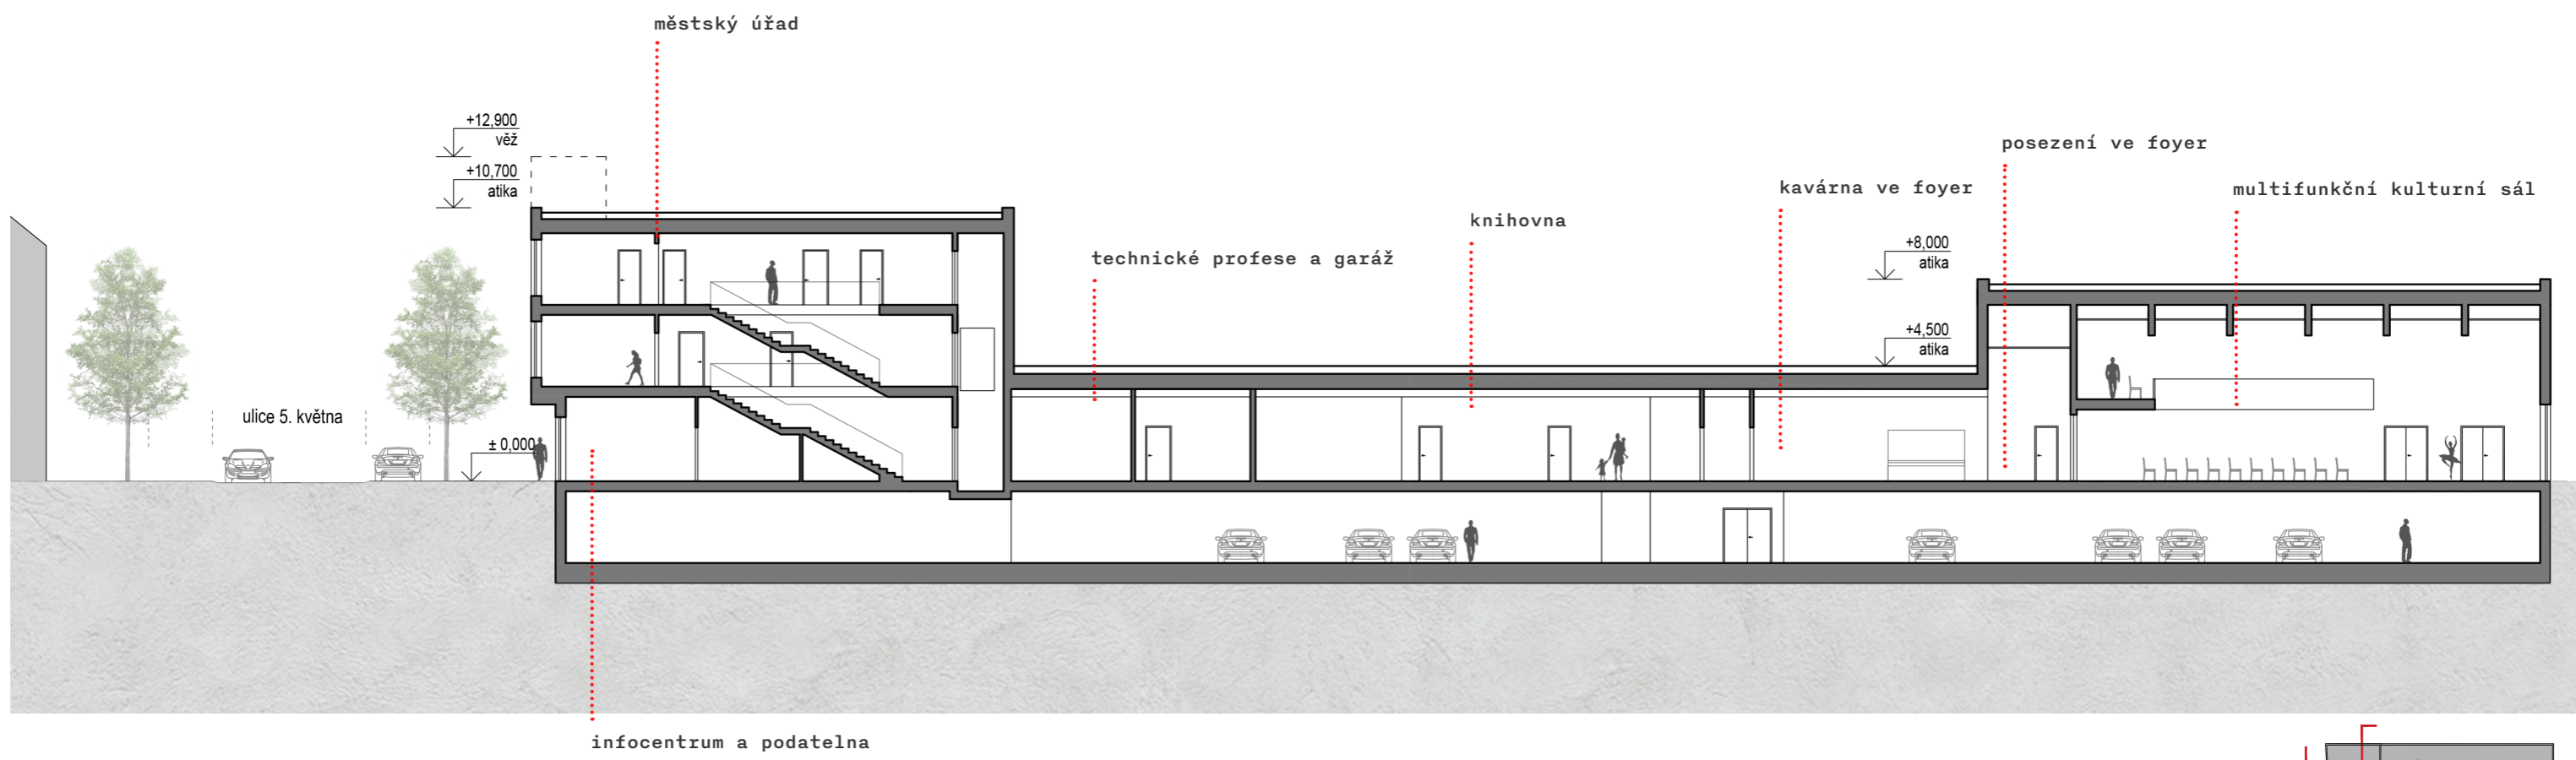 městský úřad
+12,900
věž
+10,700
atika
posezení ve foyer
kavárna ve foyer
multifunkční kulturní sál
knihovna
technické profese a garáž
+8,000
atika
+4,500
atika
ulice 5. května
± 0,000
infocentrum a podatelna